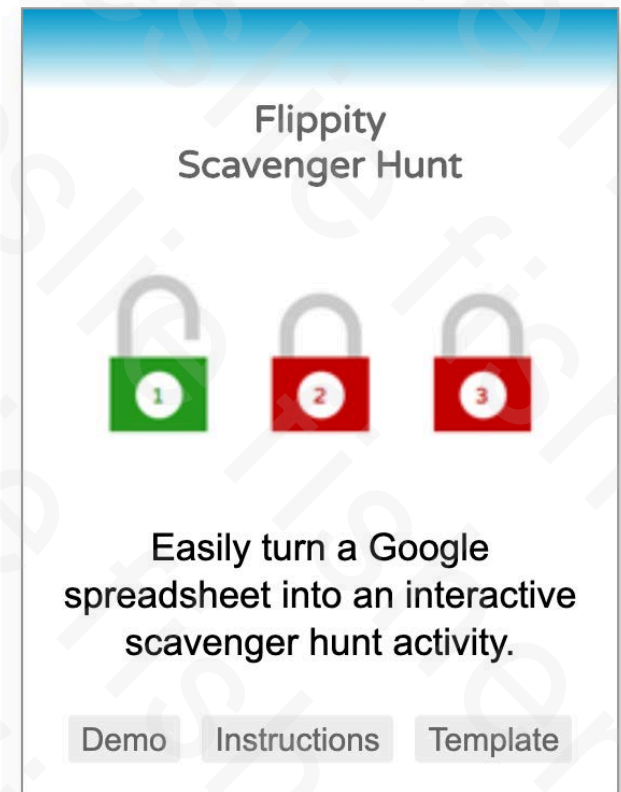 Flippity
Scavenger Hunt
1 2 3
Easily turn a Google
spreadsheet into an interactive
scavenger hunt activity.
Demo Instructions Template